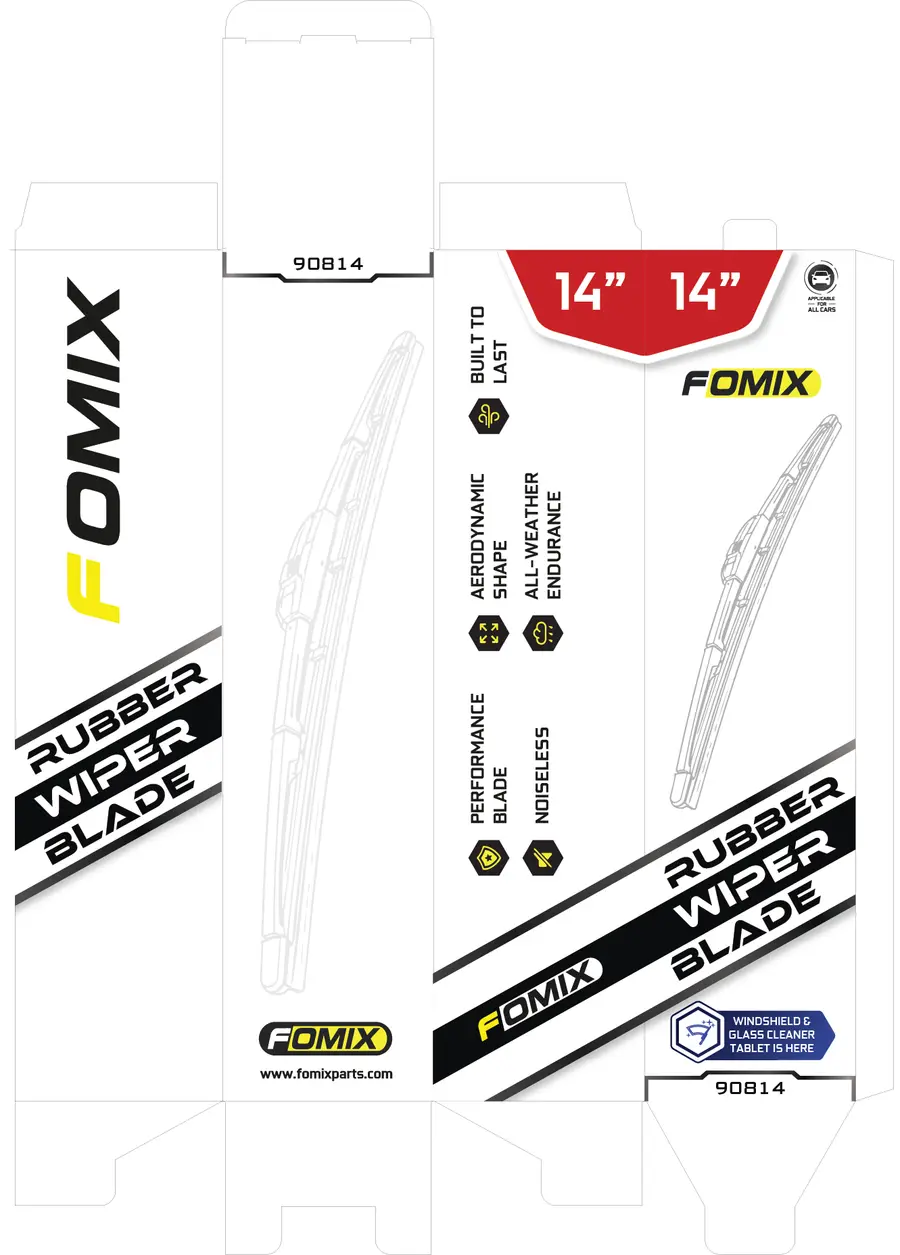 90814
FOMIX
RUBBER
WIPER
BLADE
FOMIX
www.fomixparts.com
14”
14”
BUILT TO
LAST
AERODYNAMIC
SHAPE
ALL-WEATHER
ENDURANCE
PERFORMANCE
BLADE
NOISELESS
FOMIX
APPLICABLE
FOR
ALL CARS
FOMIX
RUBBER
WIPER
BLADE
WINDSHIELD &
GLASS CLEANER
TABLET IS HERE
90814